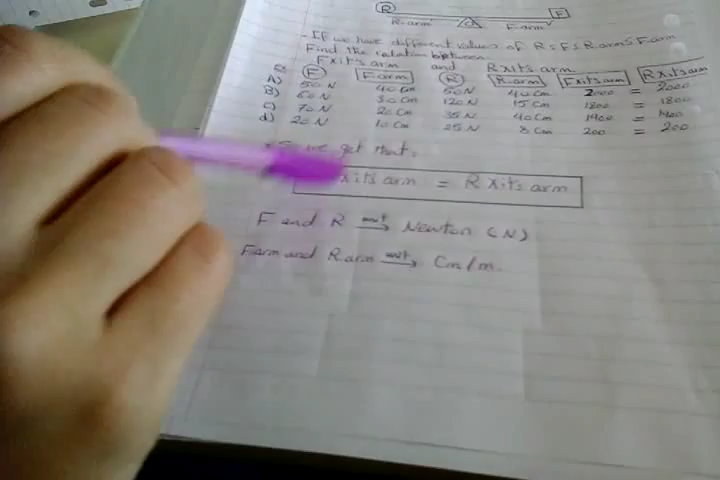 R F
R-arm F-arm
- If we have different values of R & F & R.arm & F.arm
Find the relation between
F x its arm and R x its arm
F F.arm R R-arm F x its arm R x its arm
A) 50 N 40 Cm 50 N 40 Cm 2000 = 2000
B) 60 N 30 Cm 120 N 15 Cm 1800 = 1800
C) 70 N 20 Cm 35 N 40 Cm 1400 = 1400
d) 20 N 10 Cm 25 N 8 Cm 200 = 200
we get that:
x its arm = R x its arm
F and R unit Newton (N)
F arm and R arm unit Cm/m.